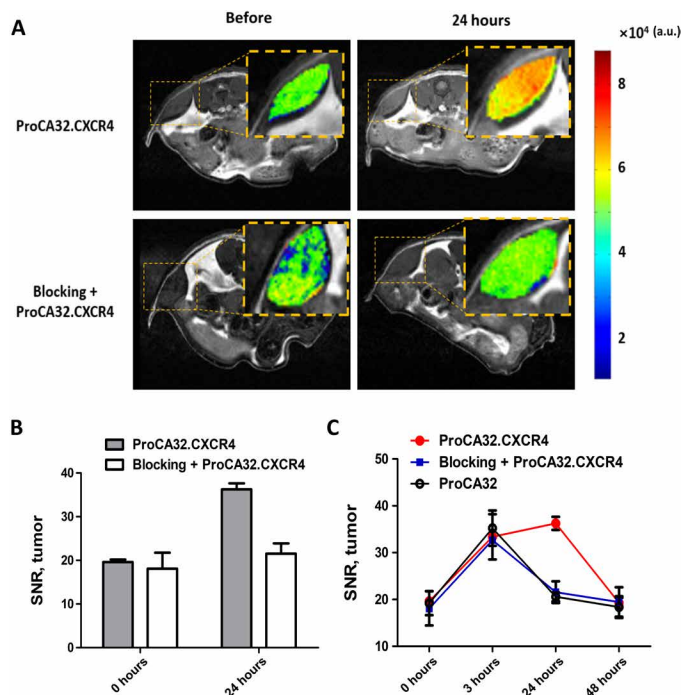 A
Before
24 hours
×10⁴ (a.u.)
ProCA32.CXCR4
Blocking +
ProCA32.CXCR4
8
6
4
2
B
ProCA32.CXCR4
Blocking + ProCA32.CXCR4
SNR, tumor
40
30
20
10
0
0 hours
24 hours
C
ProCA32.CXCR4
Blocking + ProCA32.CXCR4
ProCA32
SNR, tumor
50
40
30
20
10
0 hours
3 hours
24 hours
48 hours